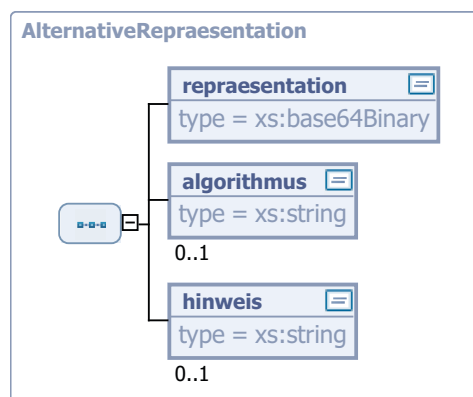 AlternativeRepraesentation
repraesentation
type = xs:base64Binary
algorithmus
type = xs:string
0..1
hinweis
type = xs:string
0..1